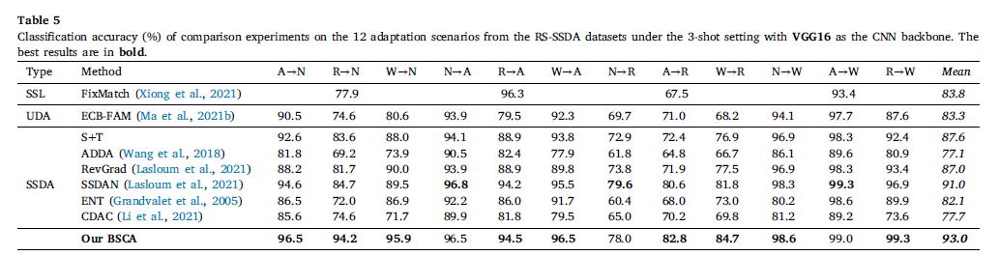 Table 5
Classification accuracy (%) of comparison experiments on the 12 adaptation scenarios from the RS-SSDA datasets under the 3-shot setting with VGG16 as the CNN backbone. The
best results are in bold.
Type Method A→N R→N W→N N→A R→A W→A N→R A→R W→R N→W A→W R→W Mean
SSL FixMatch (Xiong et al., 2021) 77.9 96.3 67.5 93.4 83.8
UDA ECB-FAM (Ma et al., 2021b) 90.5 74.6 80.6 93.9 79.5 92.3 69.7 71.0 68.2 94.1 97.7 87.6 83.3
S+T 92.6 83.6 88.0 94.1 88.9 93.8 72.9 72.4 76.9 96.9 98.3 92.4 87.6
ADDA (Wang et al., 2018) 81.8 69.2 73.9 90.5 82.4 77.9 61.8 64.8 66.7 86.1 89.6 80.9 77.1
RevGrad (Lasloum et al., 2021) 88.2 81.7 90.0 93.9 88.9 89.8 73.8 71.9 77.5 96.9 98.3 93.4 87.0
SSDA SSDAN (Lasloum et al., 2021) 94.6 84.7 89.5 96.8 94.2 95.5 79.6 80.6 81.8 98.3 99.3 96.9 91.0
ENT (Grandvalet et al., 2005) 86.5 72.0 86.9 92.2 86.0 91.7 60.4 68.0 73.0 80.2 98.6 89.9 82.1
CDAC (Li et al., 2021) 85.6 74.6 71.7 89.9 81.8 79.5 65.0 70.2 69.8 81.2 89.2 73.6 77.7
Our BSCA 96.5 94.2 95.9 96.5 94.5 96.5 78.0 82.8 84.7 98.6 99.0 99.3 93.0